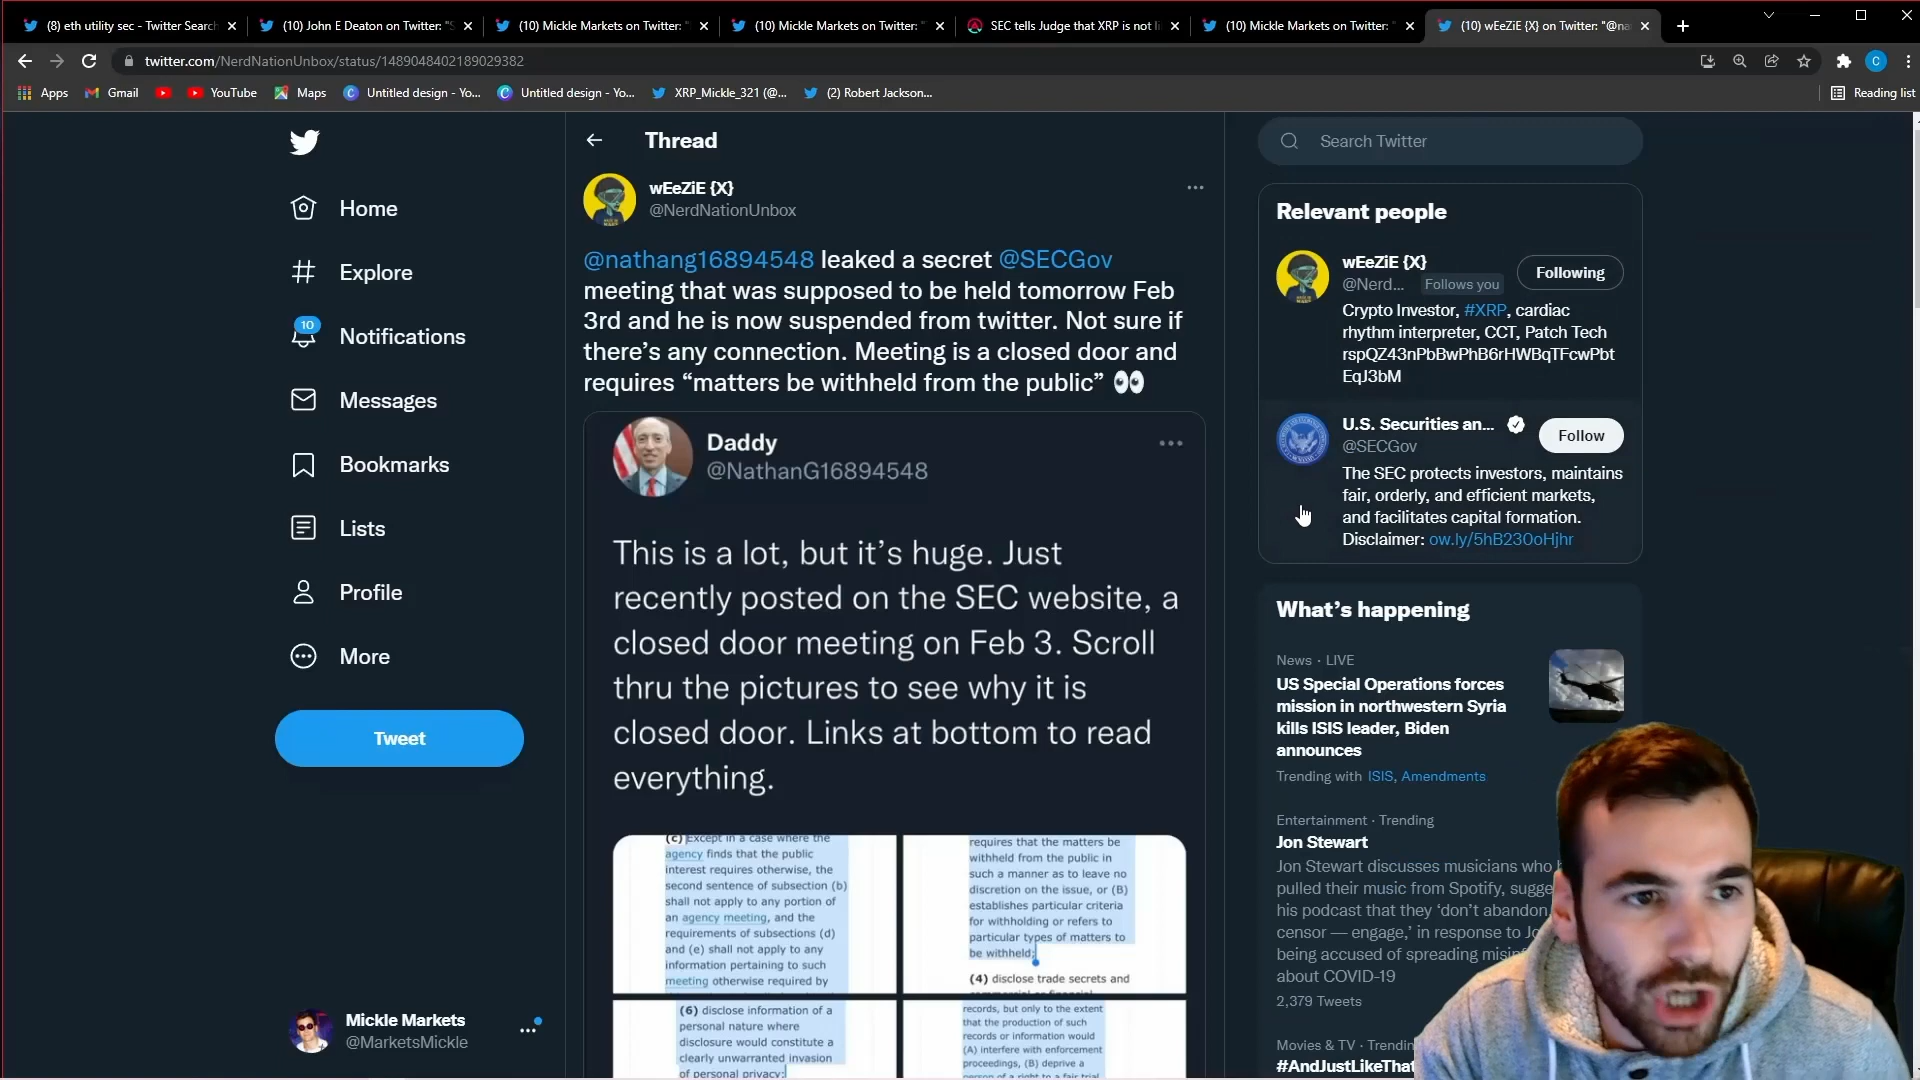 (8) eth utility sec - Twitter Search
(10) John E Deaton on Twitter: "S
(10) Mickle Markets on Twitter: "
(10) Mickle Markets on Twitter: "
SEC tells Judge that XRP is not li
(10) Mickle Markets on Twitter: "
(10) wEeZiE {X} on Twitter: "@na
twitter.com/NerdNationUnbox/status/1489048402189029382
C
Apps
Gmail
YouTube
Maps
Untitled design - Yo...
Untitled design - Yo...
XRP_Mickle_321 (@...
(2) Robert Jackson...
Reading list
Home
Explore
10
Notifications
Messages
Bookmarks
Lists
Profile
More
Tweet
Mickle Markets
@MarketsMickle
Thread
wEeZiE {X}
@NerdNationUnbox
@nathang16894548 leaked a secret @SECGov
meeting that was supposed to be held tomorrow Feb
3rd and he is now suspended from twitter. Not sure if
there's any connection. Meeting is a closed door and
requires “matters be withheld from the public” 👀
Daddy
@NathanG16894548
This is a lot, but it's huge. Just
recently posted on the SEC website, a
closed door meeting on Feb 3. Scroll
thru the pictures to see why it is
closed door. Links at bottom to read
everything.
(c) Except in a case where the
agency finds that the public
interest requires otherwise, the
second sentence of subsection (b)
shall not apply to any portion of
an agency meeting, and the
requirements of subsections (d)
and (e) shall not apply to any
information pertaining to such
meeting otherwise required by
requires that the matters be
withheld from the public in
such a manner as to leave no
discretion on the issue, or (B)
establishes particular criteria
for withholding or refers to
particular types of matters to
be withheld;
(4) disclose trade secrets and
(6) disclose information of a
personal nature where
disclosure would constitute a
clearly unwarranted invasion
of personal privacy;
records, but only to the extent
that the production of such
records or information would
(A) interfere with enforcement
proceedings, (B) deprive a
person of a right to a fair trial
Search Twitter
Relevant people
wEeZiE {X}
@Nerd...
Follows you
Following
Crypto Investor, #XRP, cardiac
rhythm interpreter, CCT, Patch Tech
rspQZ43nPbBwPhB6rHWBqTFcwPbt
EqJ3bM
U.S. Securities an...
@SECGov
Follow
The SEC protects investors, maintains
fair, orderly, and efficient markets,
and facilitates capital formation.
Disclaimer: ow.ly/5hB230oHjhr
What's happening
News · LIVE
US Special Operations forces
mission in northwestern Syria
kills ISIS leader, Biden
announces
Trending with ISIS, Amendments
Entertainment · Trending
Jon Stewart
Jon Stewart discusses musicians who
pulled their music from Spotify,
his podcast that they ‘don't abandon,
censor — engage,’ in response to
being accused of spreading
about COVID-19
2,379 Tweets
Movies & TV ·
#AndJustLikeThat